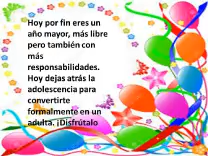 Hoy por fin eres un
año mayor, más libre
pero también con
más
responsabilidades.
Hoy dejas atrás la
adolescencia para
convertirte
formalmente en un
adulta. ¡Disfrútalo